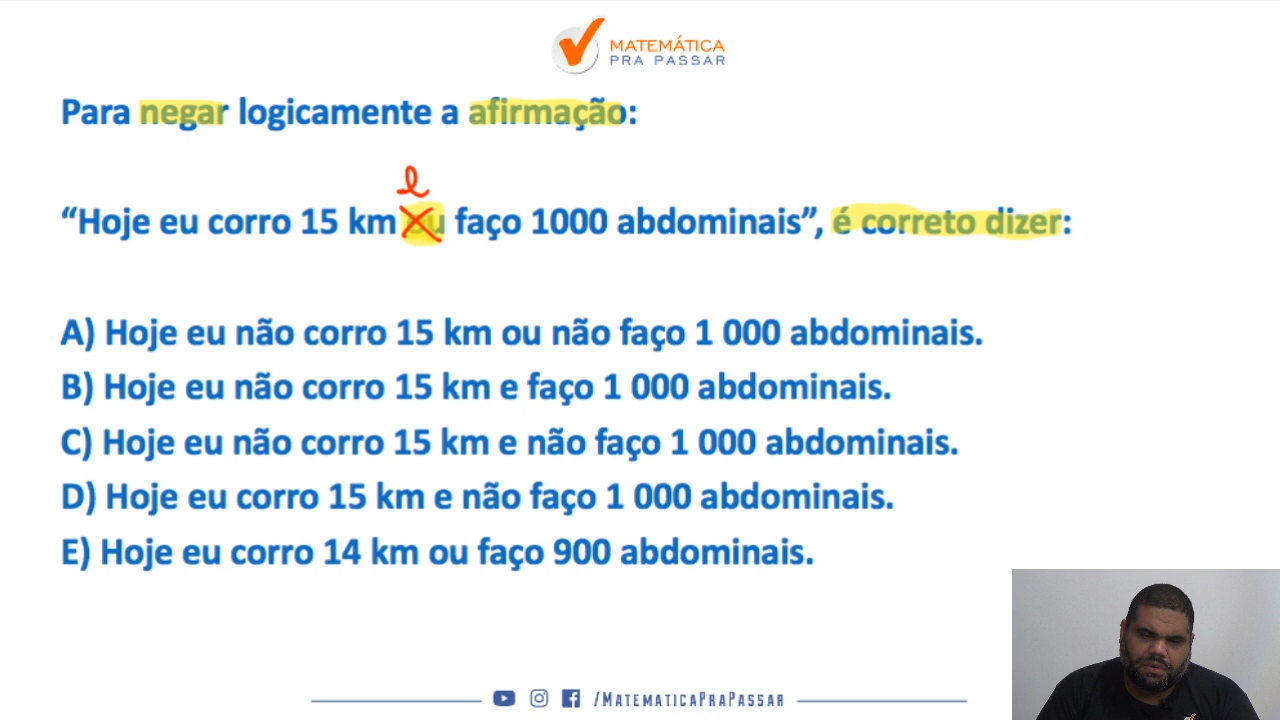 MATEMÁTICA
PRA PASSAR
Para negar logicamente a afirmação:
e
“Hoje eu corro 15 km ou faço 1000 abdominais”, é correto dizer:
A) Hoje eu não corro 15 km ou não faço 1 000 abdominais.
B) Hoje eu não corro 15 km e faço 1 000 abdominais.
C) Hoje eu não corro 15 km e não faço 1 000 abdominais.
D) Hoje eu corro 15 km e não faço 1 000 abdominais.
E) Hoje eu corro 14 km ou faço 900 abdominais.
/MATEMATICAPRAPASSAR